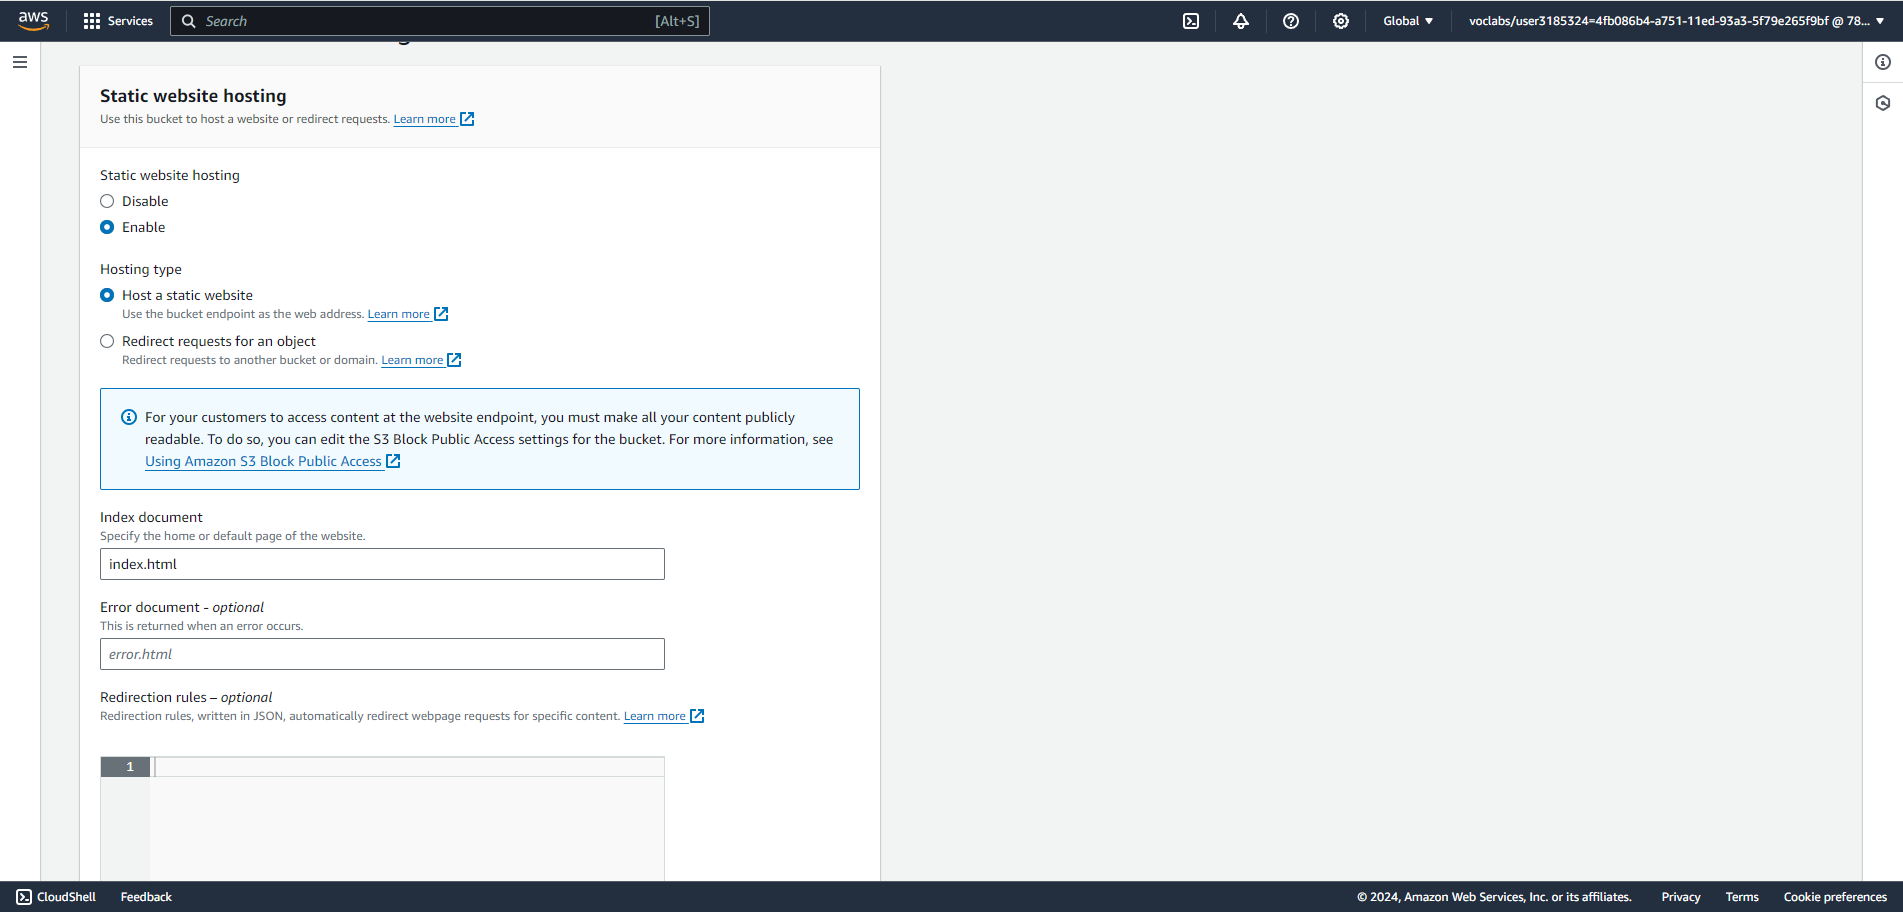 aws
Services
Search
[Alt+S]
Global
voclabs/user3185324=4fb086b4-a751-11ed-93a3-5f79e265f9bf @ 78...
Static website hosting
Use this bucket to host a website or redirect requests. Learn more
Static website hosting
Disable
Enable
Hosting type
Host a static website
Use the bucket endpoint as the web address. Learn more
Redirect requests for an object
Redirect requests to another bucket or domain. Learn more
For your customers to access content at the website endpoint, you must make all your content publicly
readable. To do so, you can edit the S3 Block Public Access settings for the bucket. For more information, see
Using Amazon S3 Block Public Access
Index document
Specify the home or default page of the website.
index.html
Error document - optional
This is returned when an error occurs.
error.html
Redirection rules – optional
Redirection rules, written in JSON, automatically redirect webpage requests for specific content. Learn more
1
CloudShell
Feedback
© 2024, Amazon Web Services, Inc. or its affiliates.
Privacy
Terms
Cookie preferences